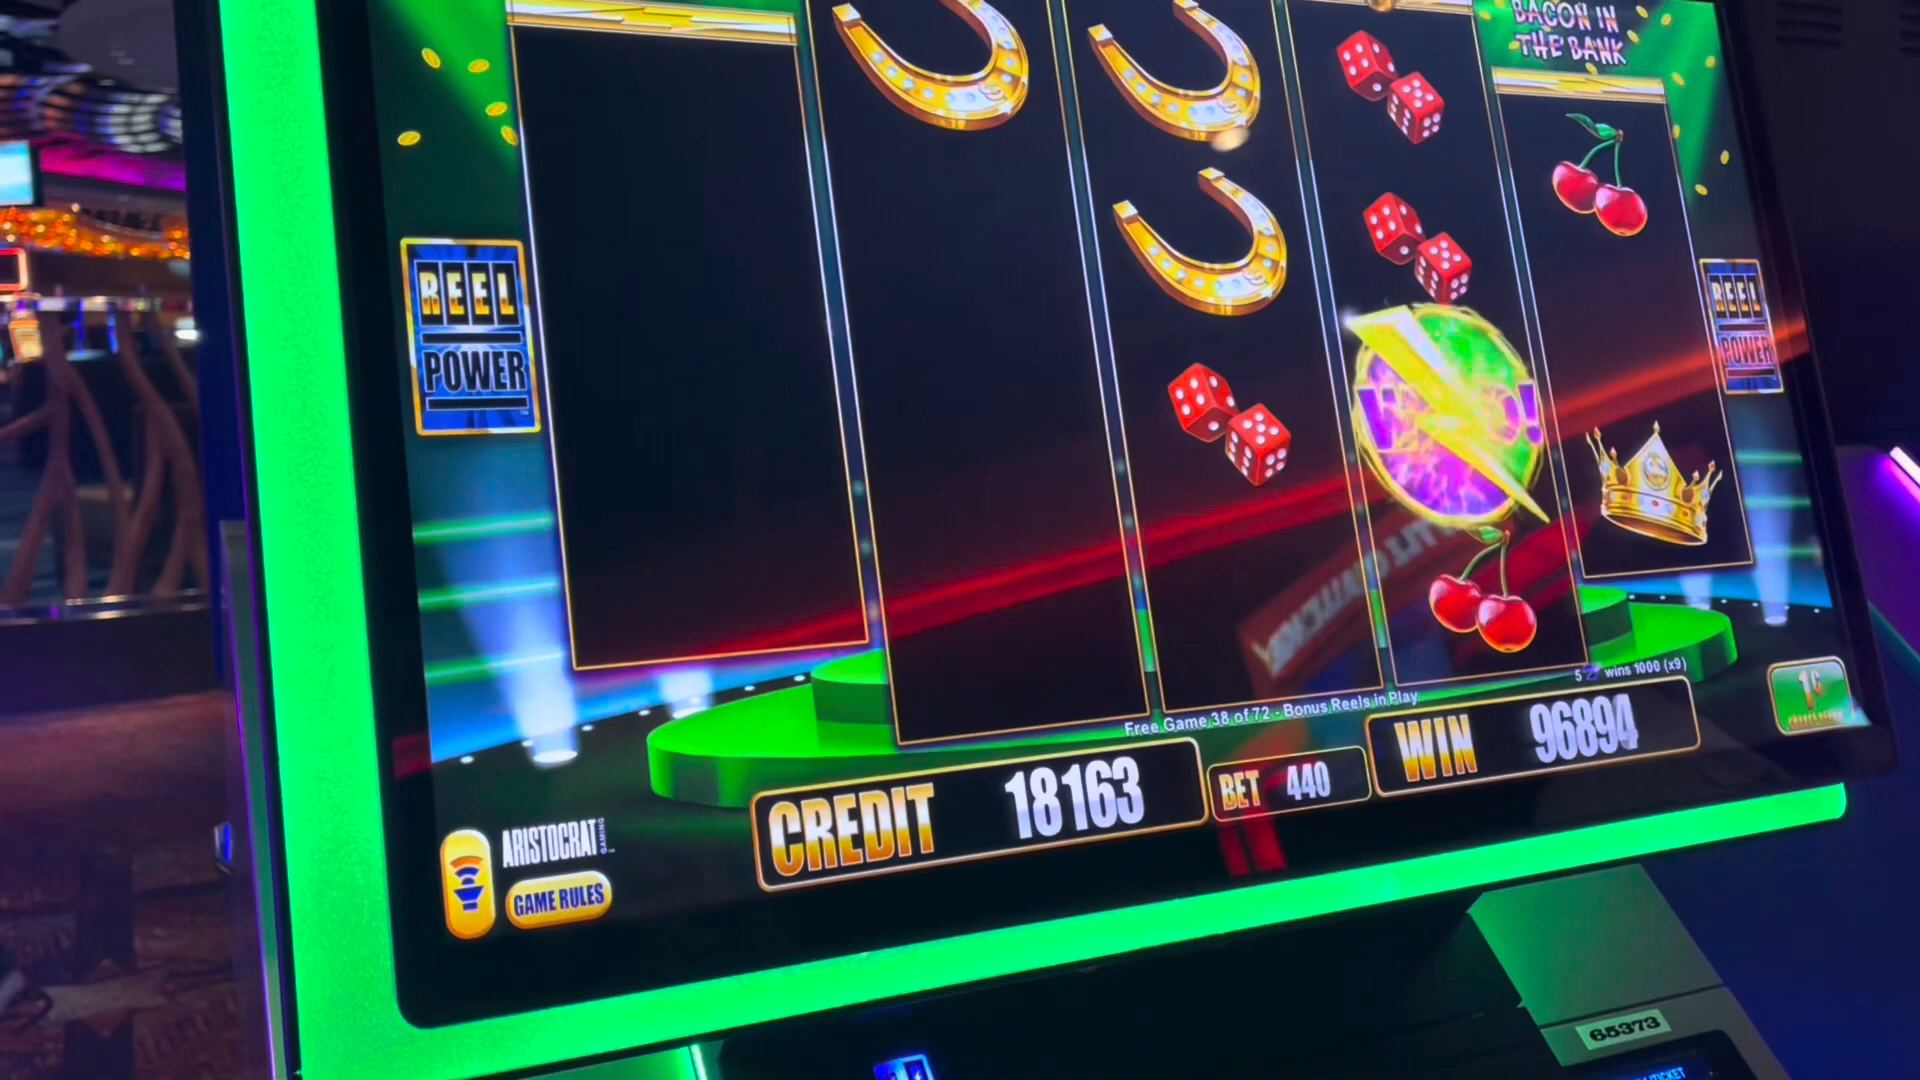 BACON IN
THE BANK
REEL
POWER
REEL
POWER
5 wins 1000 (x9)
Free Game 38 of 72 - Bonus Reels in Play
CREDIT 18163
BET 440
WIN 96894
1¢
ARISTOCRAT
GAMING
GAME RULES
65373